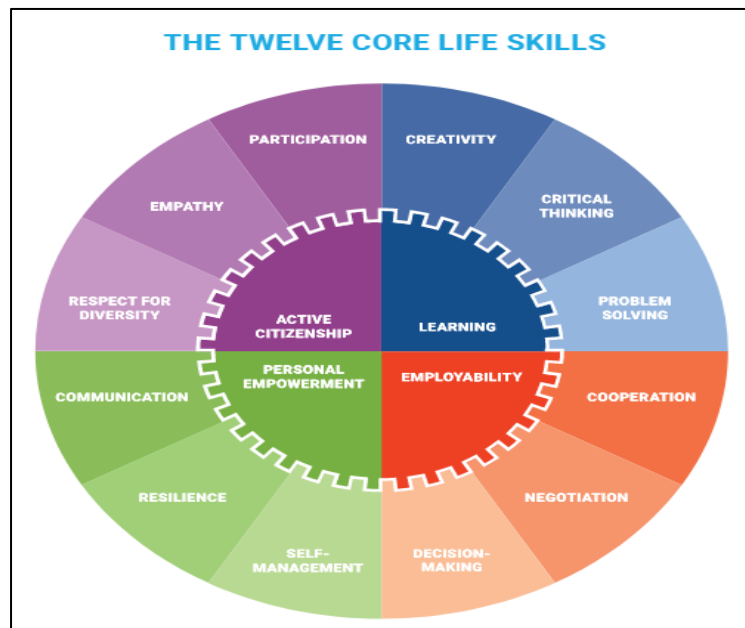 THE TWELVE CORE LIFE SKILLS
PARTICIPATION
CREATIVITY
EMPATHY
CRITICAL
THINKING
RESPECT FOR
DIVERSITY
ACTIVE
CITIZENSHIP
LEARNING
PROBLEM
SOLVING
COMMUNICATION
PERSONAL
EMPOWERMENT
EMPLOYABILITY
COOPERATION
RESILIENCE
NEGOTIATION
SELF-
MANAGEMENT
DECISION-
MAKING